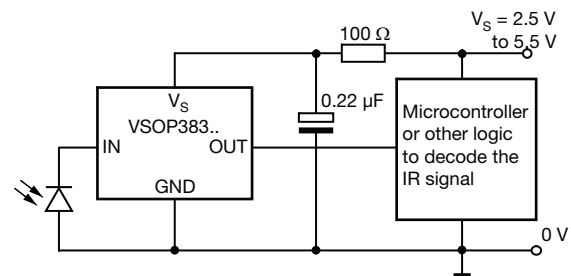 100 Ω
V_S = 2.5 V
to 5.5 V
V_S
VSOP383..
IN
OUT
GND
0.22 µF
Microcontroller
or other logic
to decode the
IR signal
0 V